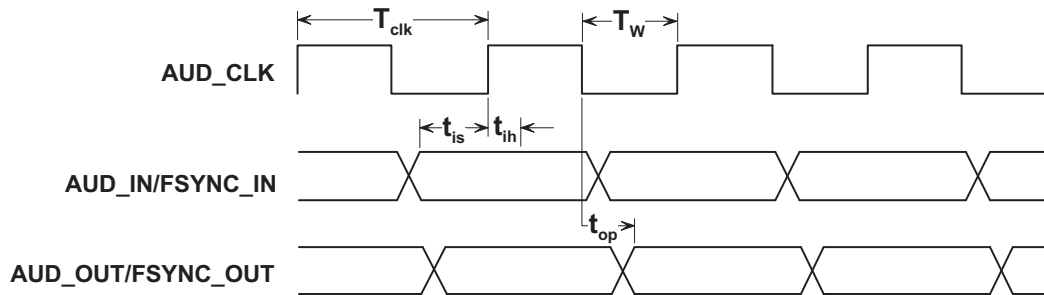 T_clk
T_W
AUD_CLK
t_is
t_ih
AUD_IN/FSYNC_IN
t_op
AUD_OUT/FSYNC_OUT